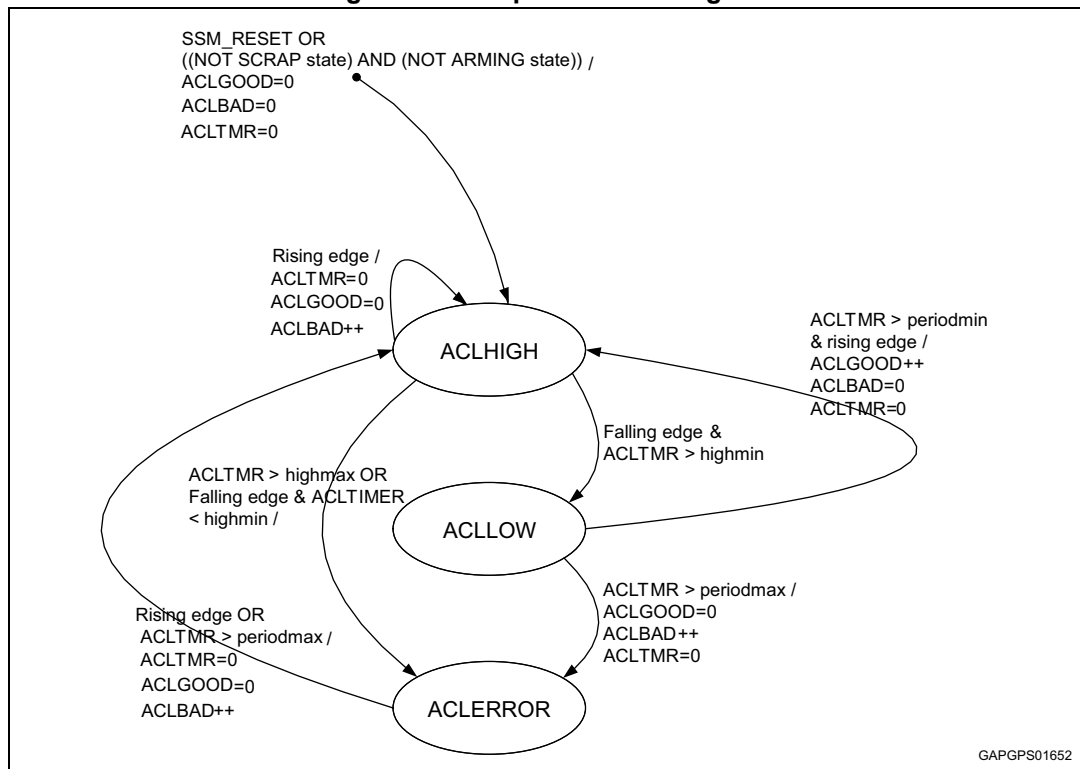 SSM_RESET OR
((NOT SCRAP state) AND (NOT ARMING state)) /
ACLGOOD=0
ACLBAD=0
ACLTMR=0
Rising edge /
ACLTMR=0
ACLGOOD=0
ACLBAD++
ACLHIGH
ACLTMR > periodmin
& rising edge /
ACLGOOD++
ACLBAD=0
ACLTMR=0
Falling edge &
ACLTMR > highmin
ACLTMR > highmax OR
Falling edge & ACLTIMER
< highmin /
ACLLOW
ACLTMR > periodmax /
ACLGOOD=0
ACLBAD++
ACLTMR=0
Rising edge OR
ACLTMR > periodmax /
ACLTMR=0
ACLGOOD=0
ACLBAD++
ACLERROR
GAPGPS01652